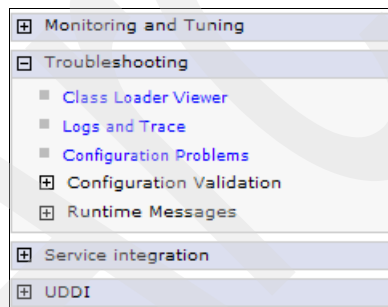 Monitoring and Tuning
Troubleshooting
Class Loader Viewer
Logs and Trace
Configuration Problems
Configuration Validation
Runtime Messages
Service integration
UDDI